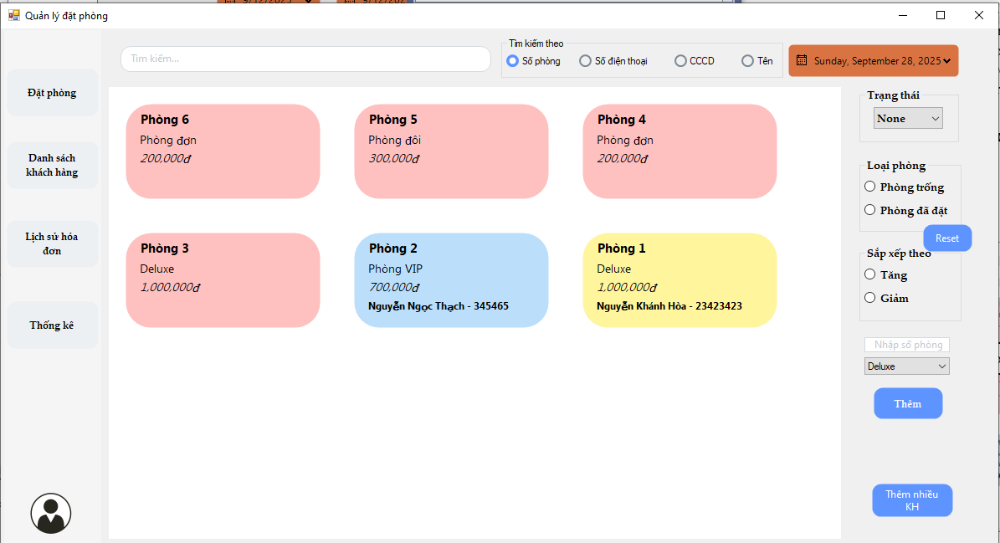 9/12/2025
Quản lý đặt phòng
Tìm kiếm...
Tìm kiếm theo
Số phòng
Số điện thoại
CCCD
Tên
Sunday, September 28, 2025
Đặt phòng
Danh sách
khách hàng
Lịch sử hóa
đơn
Thống kê
Phòng 6
Phòng đơn
200,000đ
Phòng 5
Phòng đôi
300,000đ
Phòng 4
Phòng đơn
200,000đ
Phòng 3
Deluxe
1,000,000đ
Phòng 2
Phòng VIP
700,000đ
Nguyễn Ngọc Thạch - 345465
Phòng 1
Deluxe
1,000,000đ
Nguyễn Khánh Hòa - 23423423
Trạng thái
None
Loại phòng
Phòng trống
Phòng đã đặt
Reset
Sắp xếp theo
Tăng
Giảm
Nhập số phòng
Deluxe
Thêm
Thêm nhiều
KH